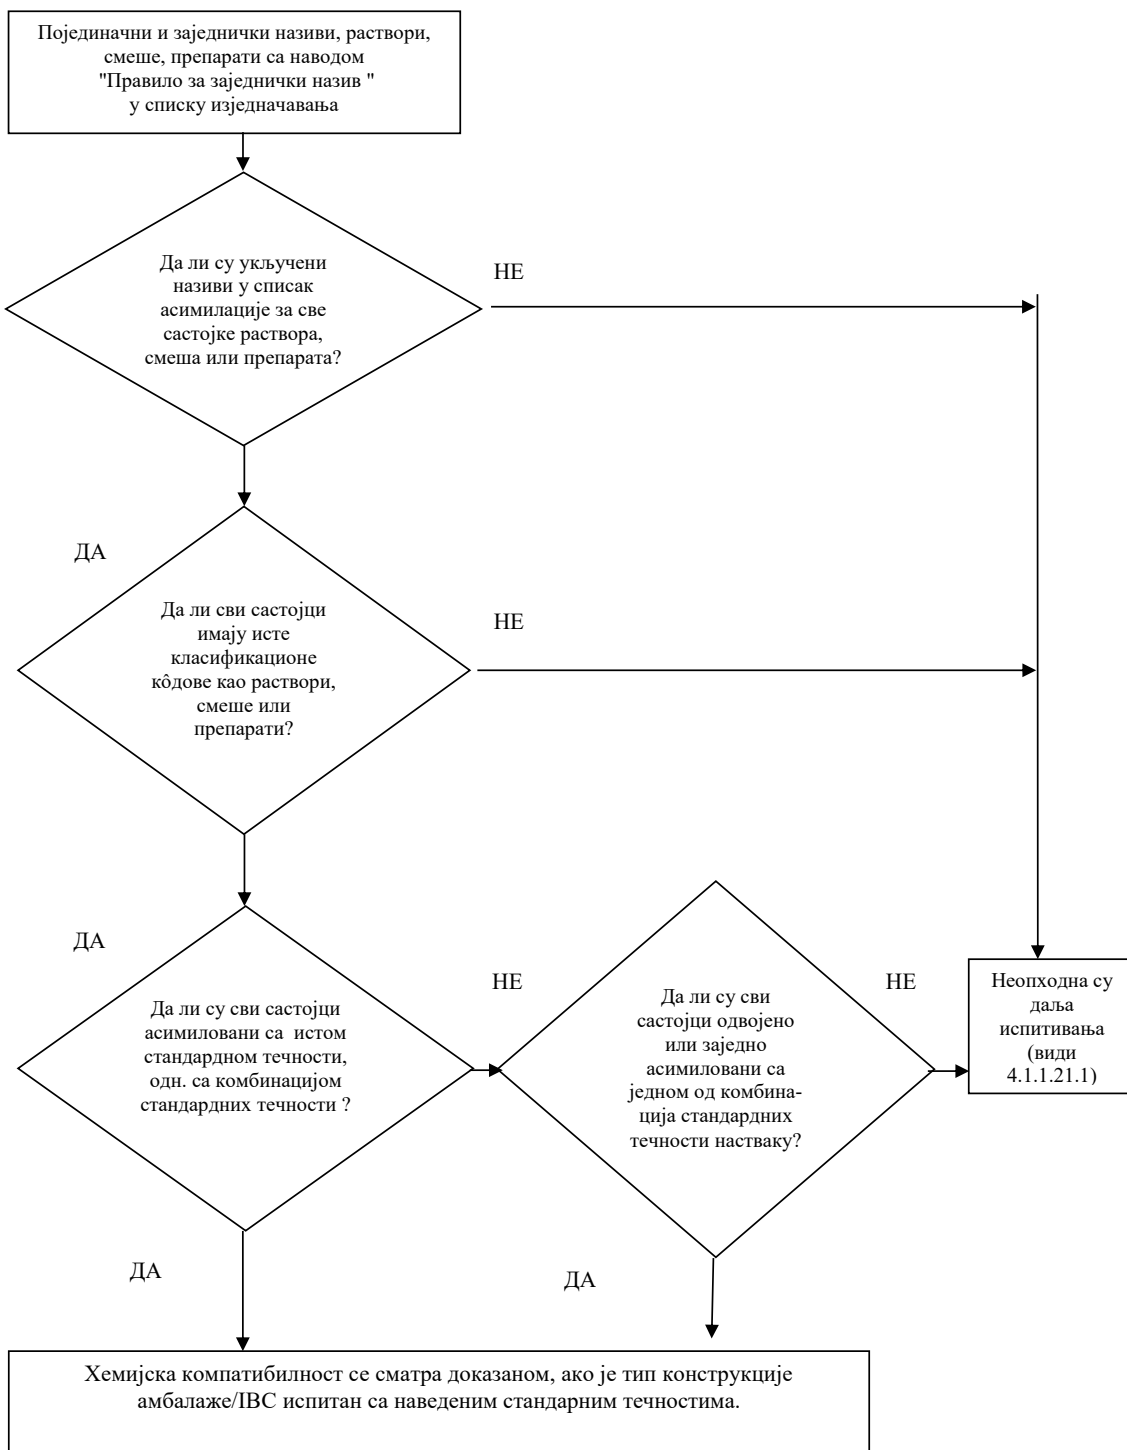 Појединачни и заједнички називи, раствори,
смеше, препарати са наводом
"Правило за заједнички назив "
у списку изједначавања
Да ли су укључени
називи у списак
асимилације за све
састојке раствора,
смеша или препарата?
НЕ
ДА
Да ли сви састојци
имају исте
класификационе
кôдове као раствори,
смеше или
препарати?
НЕ
ДА
Да ли су сви састојци
асимиловани са истом
стандардном течности,
одн. са комбинацијом
стандардних течности ?
НЕ
Да ли су сви
састојци одвојено
или заједно
асимиловани са
једном од комбина-
ција стандардних
течности наствaку?
НЕ
Неопходна су
даља
испитивања
(види
4.1.1.21.1)
ДА
ДА
Хемијска компатибилност се сматра доказаном, ако је тип конструкције
амбалаже/IBC испитан са наведеним стандарним течностима.